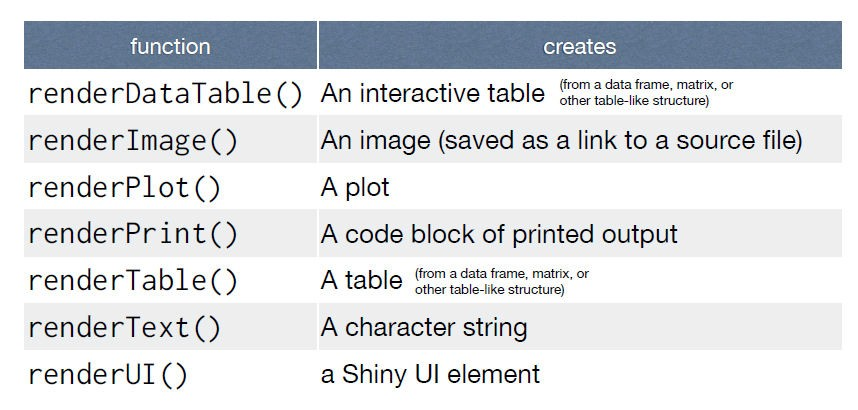 function creates
renderDataTable() An interactive table (from a data frame, matrix, or
other table-like structure)
renderImage() An image (saved as a link to a source file)
renderPlot() A plot
renderPrint() A code block of printed output
renderTable() A table (from a data frame, matrix, or
other table-like structure)
renderText() A character string
renderUI() a Shiny UI element